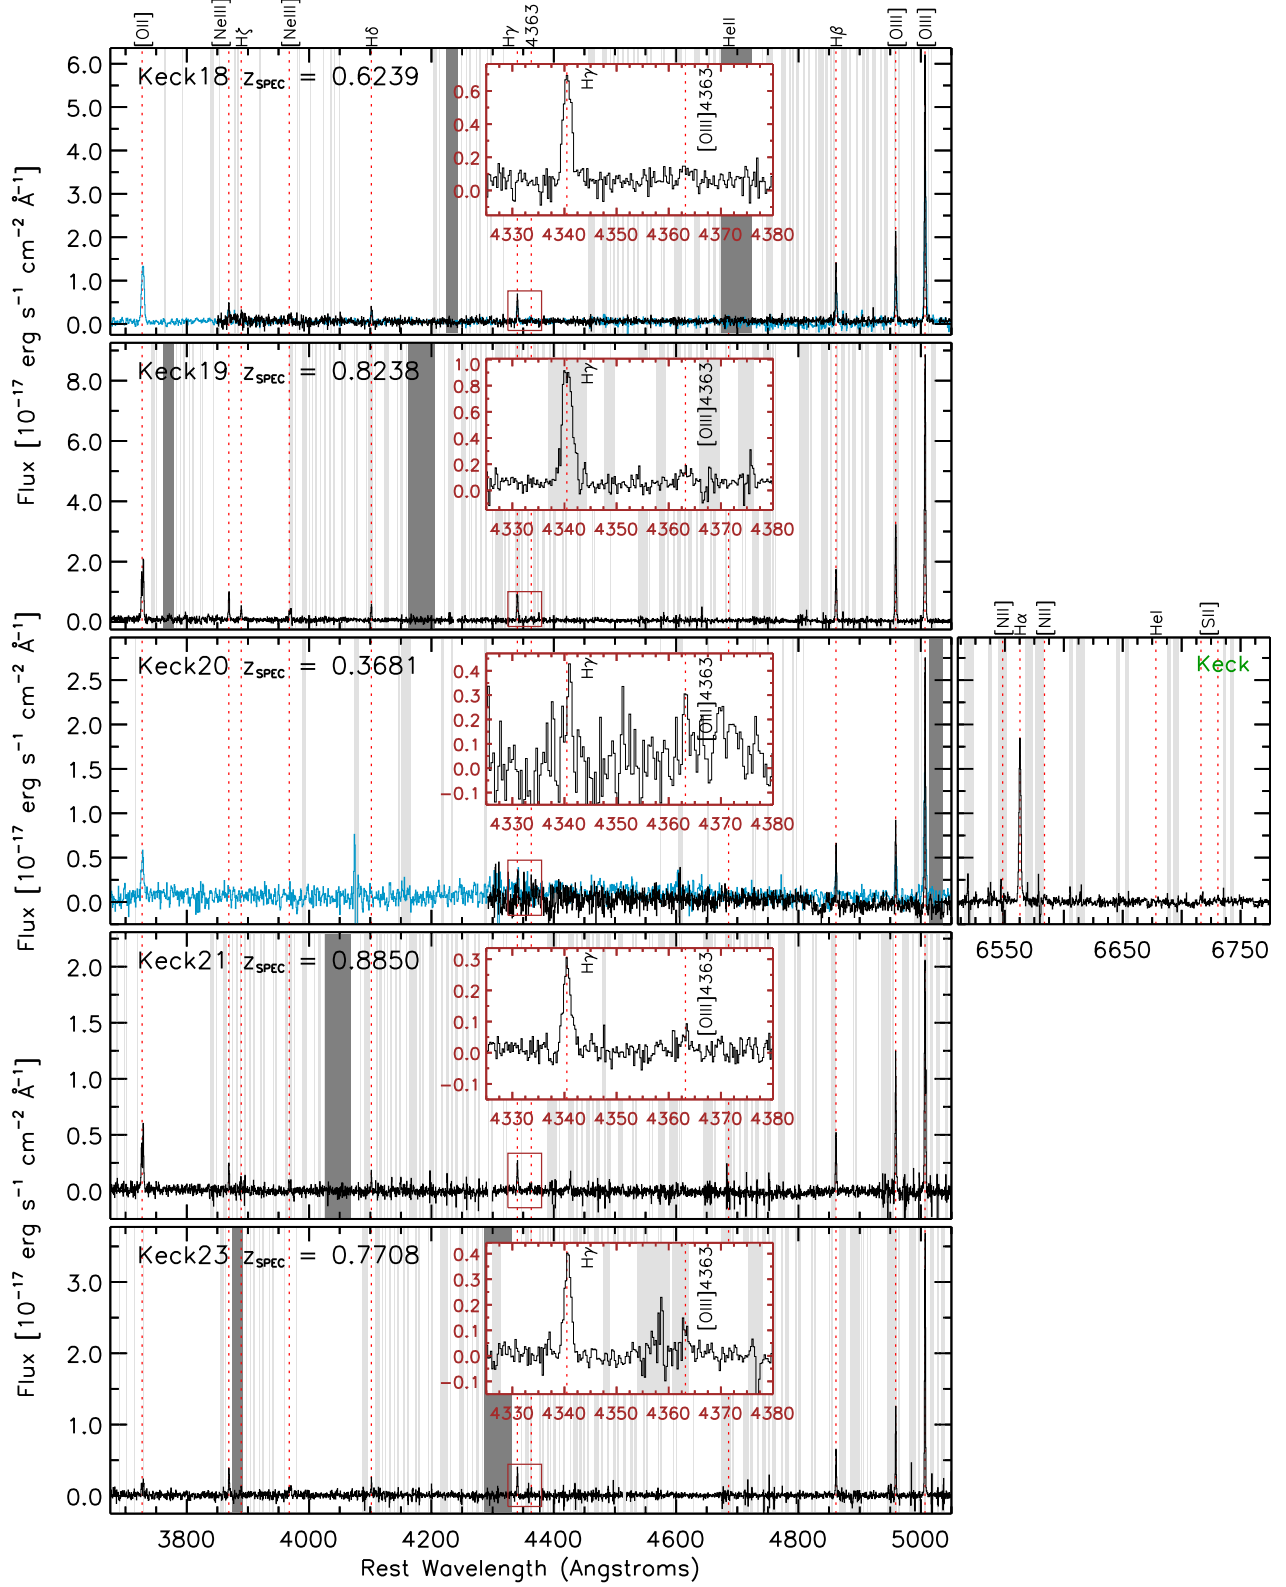 [OII] [NeIII] Hζ [NeIII] Hδ Hγ 4363 HeII Hβ [OIII] [OIII]
Keck18 zSPEC = 0.6239
6.0
5.0
4.0
3.0
2.0
1.0
0.0
Hγ
[OIII]4363
0.6
0.4
0.2
0.0
4330 4340 4350 4360 4370 4380
Flux [10⁻¹⁷ erg s⁻¹ cm⁻² Å⁻¹]
Keck19 zSPEC = 0.8238
8.0
6.0
4.0
2.0
0.0
Hγ
[OIII]4363
1.0
0.8
0.6
0.4
0.2
0.0
4330 4340 4350 4360 4370 4380
Keck20 zSPEC = 0.3681
2.5
2.0
1.5
1.0
0.5
0.0
Hγ
[OIII]4363
0.4
0.3
0.2
0.1
0.0
−0.1
4330 4340 4350 4360 4370 4380
Flux [10⁻¹⁷ erg s⁻¹ cm⁻² Å⁻¹]
[NII] Hα [NII] HeI [SII]
Keck
6550 6650 6750
Keck21 zSPEC = 0.8850
2.0
1.5
1.0
0.5
0.0
Hγ
[OIII]4363
0.3
0.2
0.1
0.0
−0.1
4330 4340 4350 4360 4370 4380
Flux [10⁻¹⁷ erg s⁻¹ cm⁻² Å⁻¹]
Keck23 zSPEC = 0.7708
3.0
2.0
1.0
0.0
Hγ
[OIII]4363
0.4
0.3
0.2
0.1
0.0
−0.1
4330 4340 4350 4360 4370 4380
3800 4000 4200 4400 4600 4800 5000
Rest Wavelength (Angstroms)